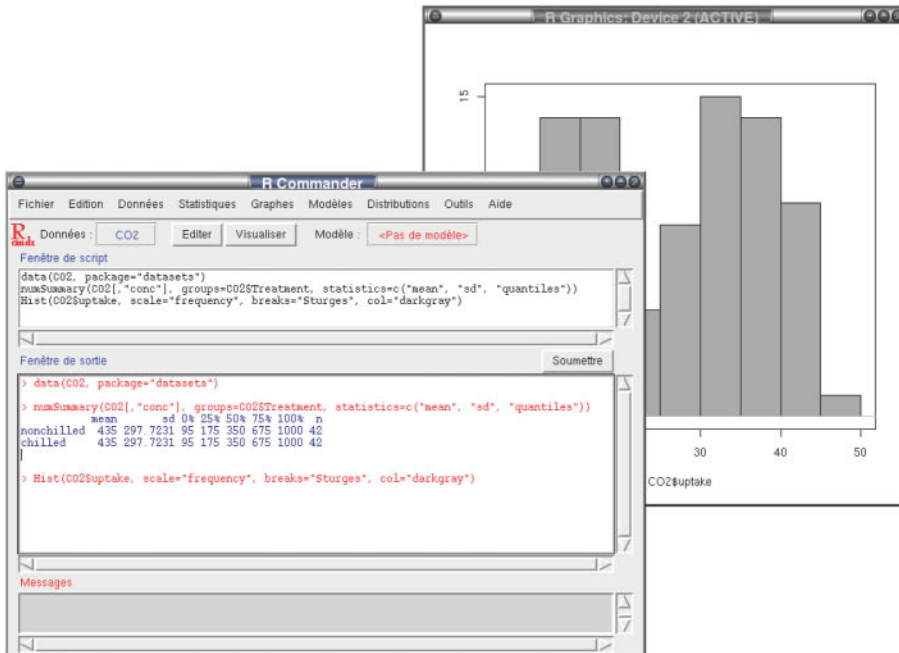 R Graphics: Device 2 (ACTIVE)
15
30 40 50
CO2$uptake
R Commander
Fichier Edition Données Statistiques Graphes Modèles Distributions Outils Aide
R cmdr Données : CO2 Editer Visualiser Modèle : <Pas de modèle>
Fenêtre de script
data(CO2, package="datasets")
numSummary(CO2[,"conc"], groups=CO2$Treatment, statistics=c("mean", "sd", "quantiles"))
Hist(CO2$uptake, scale="frequency", breaks="Sturges", col="darkgray")
Fenêtre de sortie Soumettre
> data(CO2, package="datasets")
> numSummary(CO2[,"conc"], groups=CO2$Treatment, statistics=c("mean", "sd", "quantiles"))
mean sd 0% 25% 50% 75% 100% n
nonchilled 435 297.7231 95 175 350 675 1000 42
chilled 435 297.7231 95 175 350 675 1000 42
> Hist(CO2$uptake, scale="frequency", breaks="Sturges", col="darkgray")
Messages